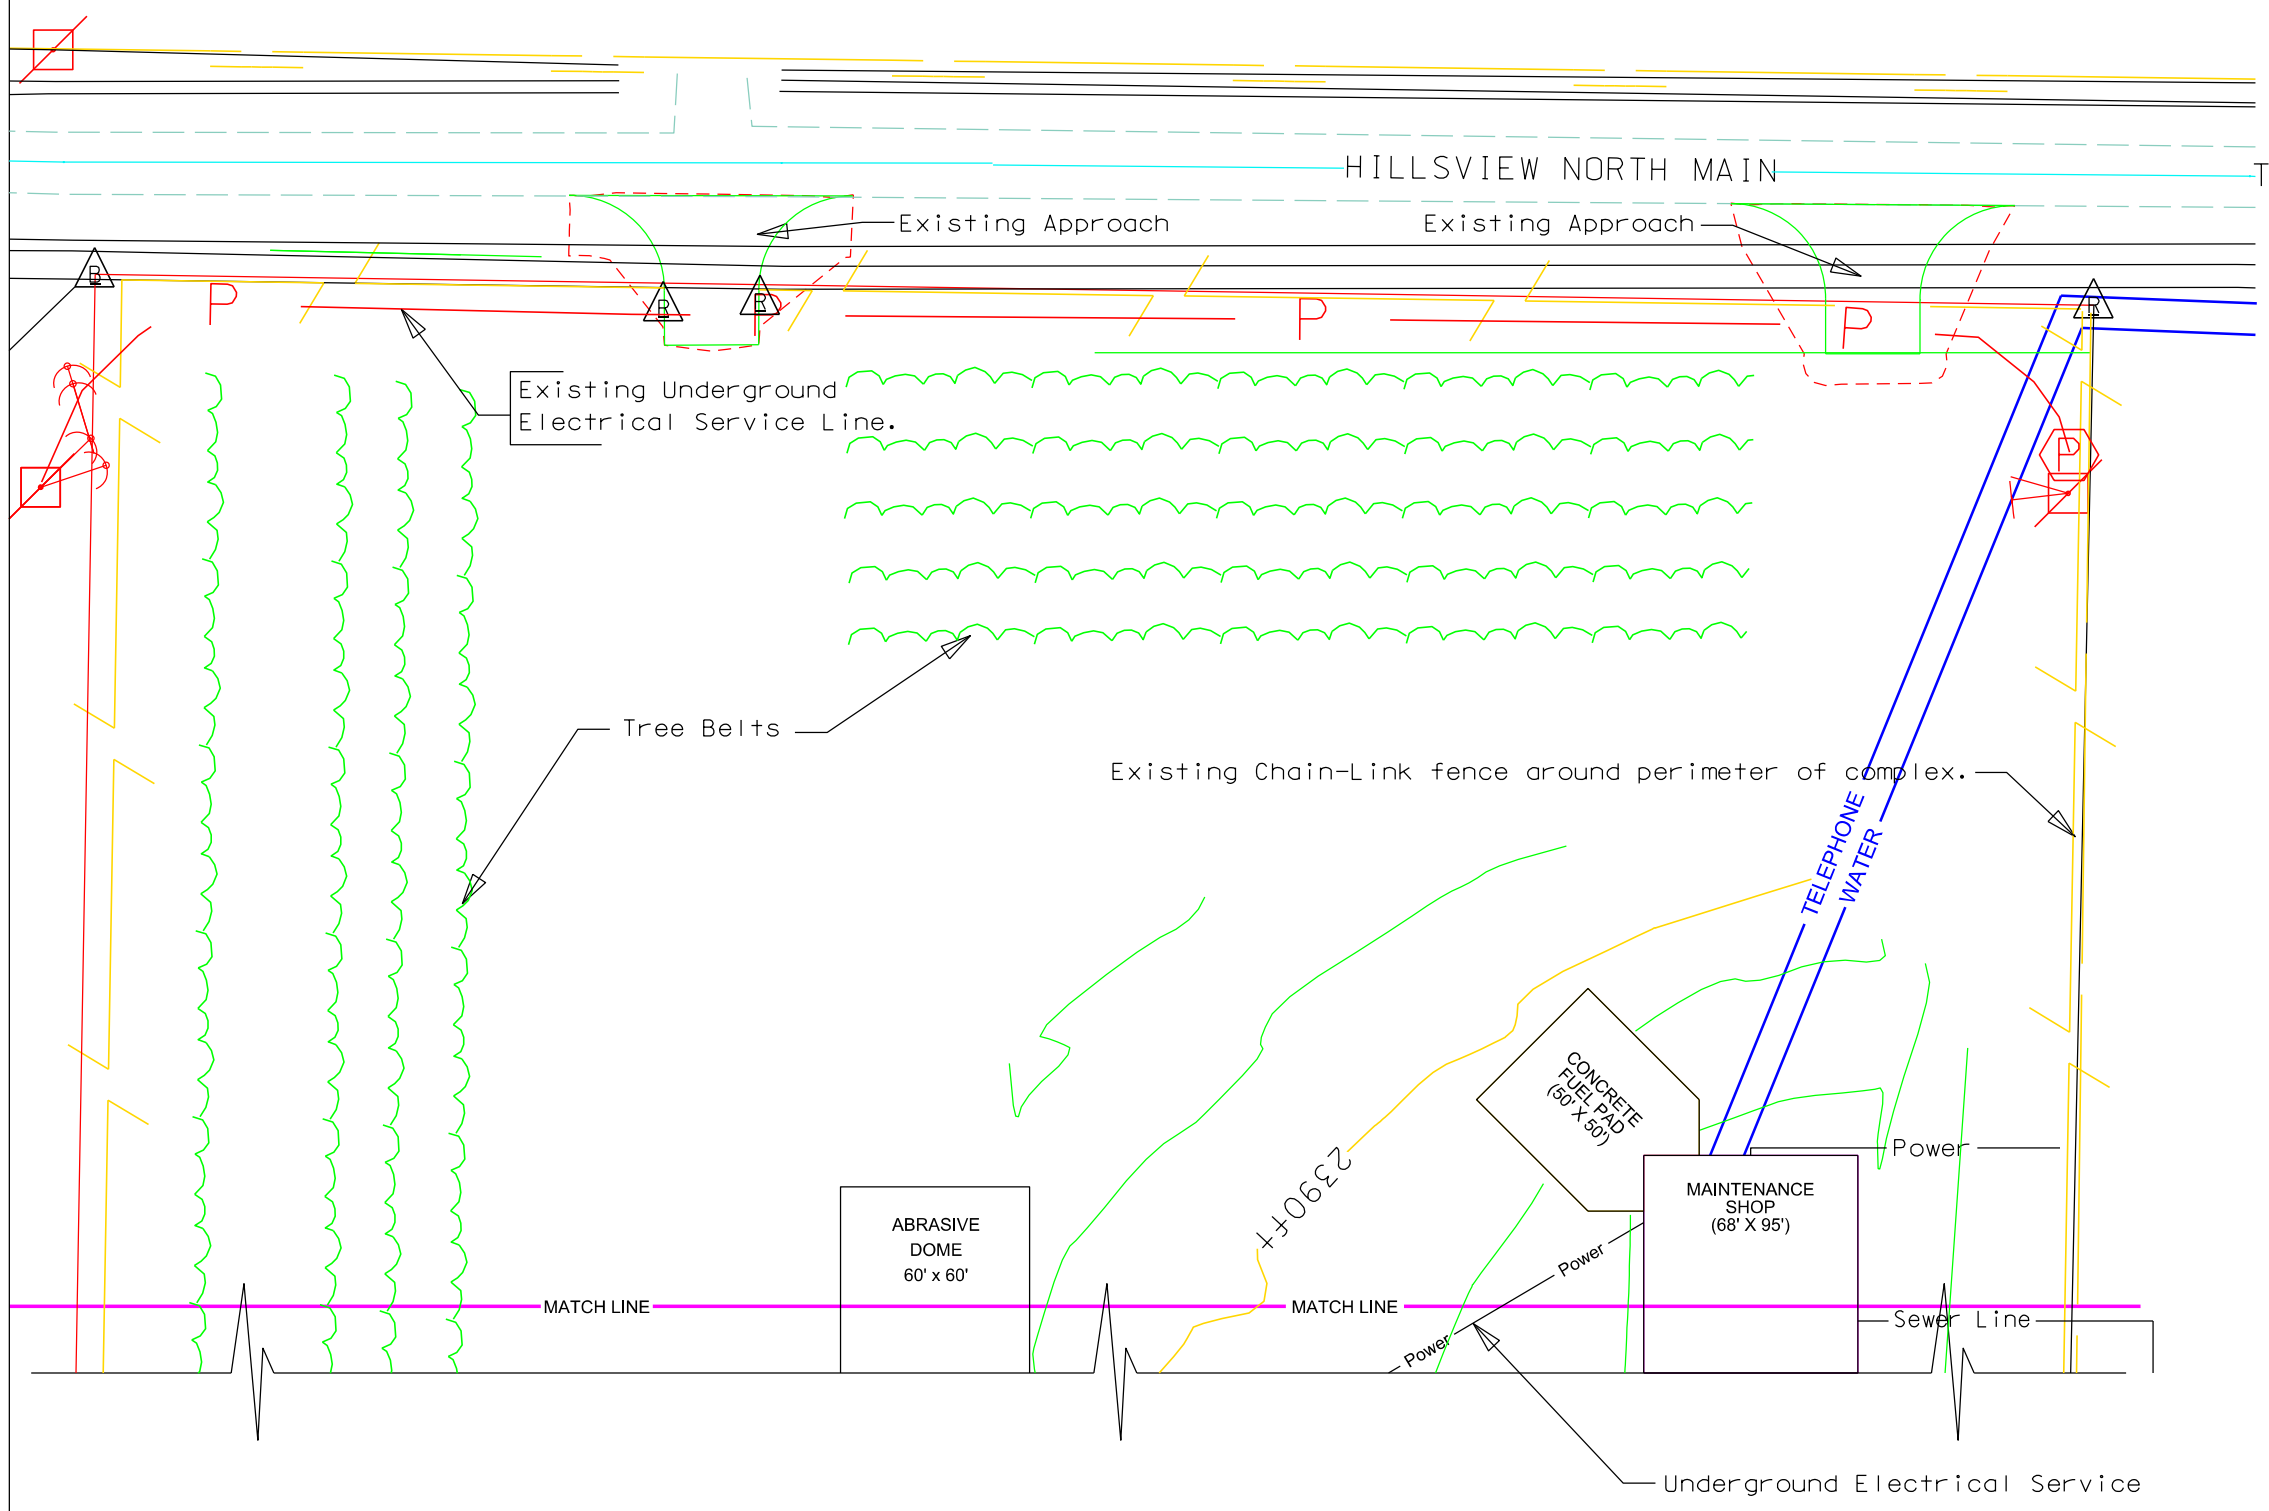 HILLSVIEW NORTH MAIN
T
Existing Approach
Existing Approach
R
R
R
P
P
P
P
Existing Underground
Electrical Service Line.
P
Tree Belts
Existing Chain-Link fence around perimeter of complex.
TELEPHONE
WATER
CONCRETE
FUEL PAD
(50' X 50')
2390ft
Power
MAINTENANCE
SHOP
(68' X 95')
ABRASIVE
DOME
60' x 60'
Power
MATCH LINE
MATCH LINE
Sewer Line
Power
Underground Electrical Service